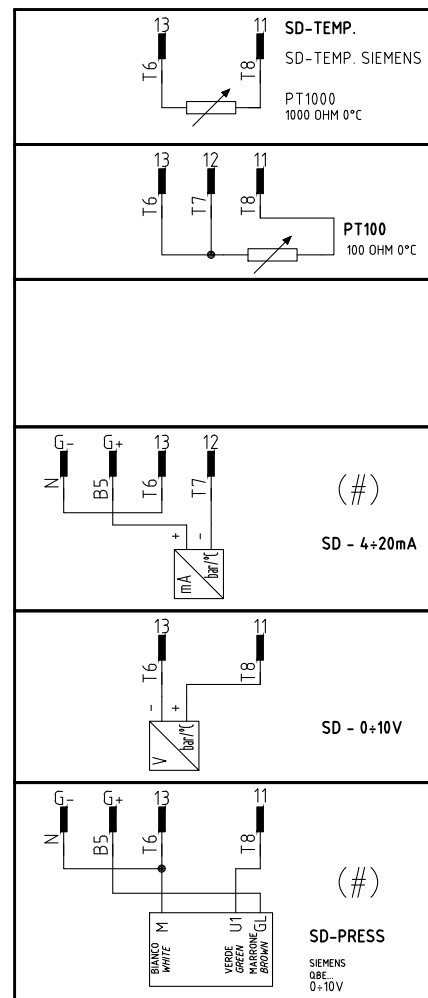 13 11 SD-TEMP.
SD-TEMP. SIEMENS
T6 T8
PT1000
1000 OHM 0°C
13 12 11
T6 T7 T8
PT100
100 OHM 0°C
G- G+ 13 12
N B5 T6 T7
(#)
+ -
mA bar/°C
SD - 4÷20mA
13 11
T6 T8
- +
V bar/°C
SD - 0÷10V
G- G+ 13 11
N B5 T6 T8
(#)
M U1 GL
BIANCO
WHITE
VERDE
GREEN
MARRONE
BROWN
SD-PRESS
SIEMENS
QBE...
0÷10V